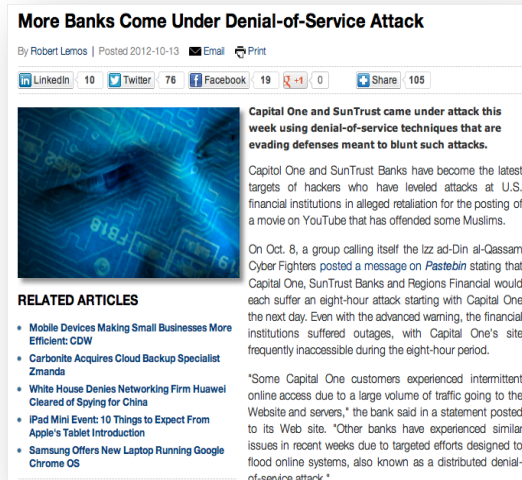 More Banks Come Under Denial-of-Service Attack
By Robert Lemos | Posted 2012-10-13 Email Print
in LinkedIn 10 Twitter 76 f Facebook 19 g +1 0 Share 105
Capital One and SunTrust came under attack this
week using denial-of-service techniques that are
evading defenses meant to blunt such attacks.
Capitol One and SunTrust Banks have become the latest
targets of hackers who have leveled attacks at U.S.
financial institutions in alleged retaliation for the posting of
a movie on YouTube that has offended some Muslims.
On Oct. 8, a group calling itself the Izz ad-Din al-Qassam
Cyber Fighters posted a message on Pastebin stating that
Capital One, SunTrust Banks and Regions Financial would
each suffer an eight-hour attack starting with Capital One
the next day. Even with the advanced warning, the financial
institutions suffered outages, with Capital One's site
frequently inaccessible during the eight-hour period.
"Some Capital One customers experienced intermittent
online access due to a large volume of traffic going to the
Website and servers," the bank said in a statement posted
to its Web site. "Other banks have experienced similar
issues in recent weeks due to targeted efforts designed to
flood online systems, also known as a distributed denial-
of-service attack."
FB18
RELATED ARTICLES
Mobile Devices Making Small Businesses More
Efficient: CDW
Carbonite Acquires Cloud Backup Specialist
Zmanda
White House Denies Networking Firm Huawei
Cleared of Spying for China
iPad Mini Event: 10 Things to Expect From
Apple's Tablet Introduction
Samsung Offers New Laptop Running Google
Chrome OS